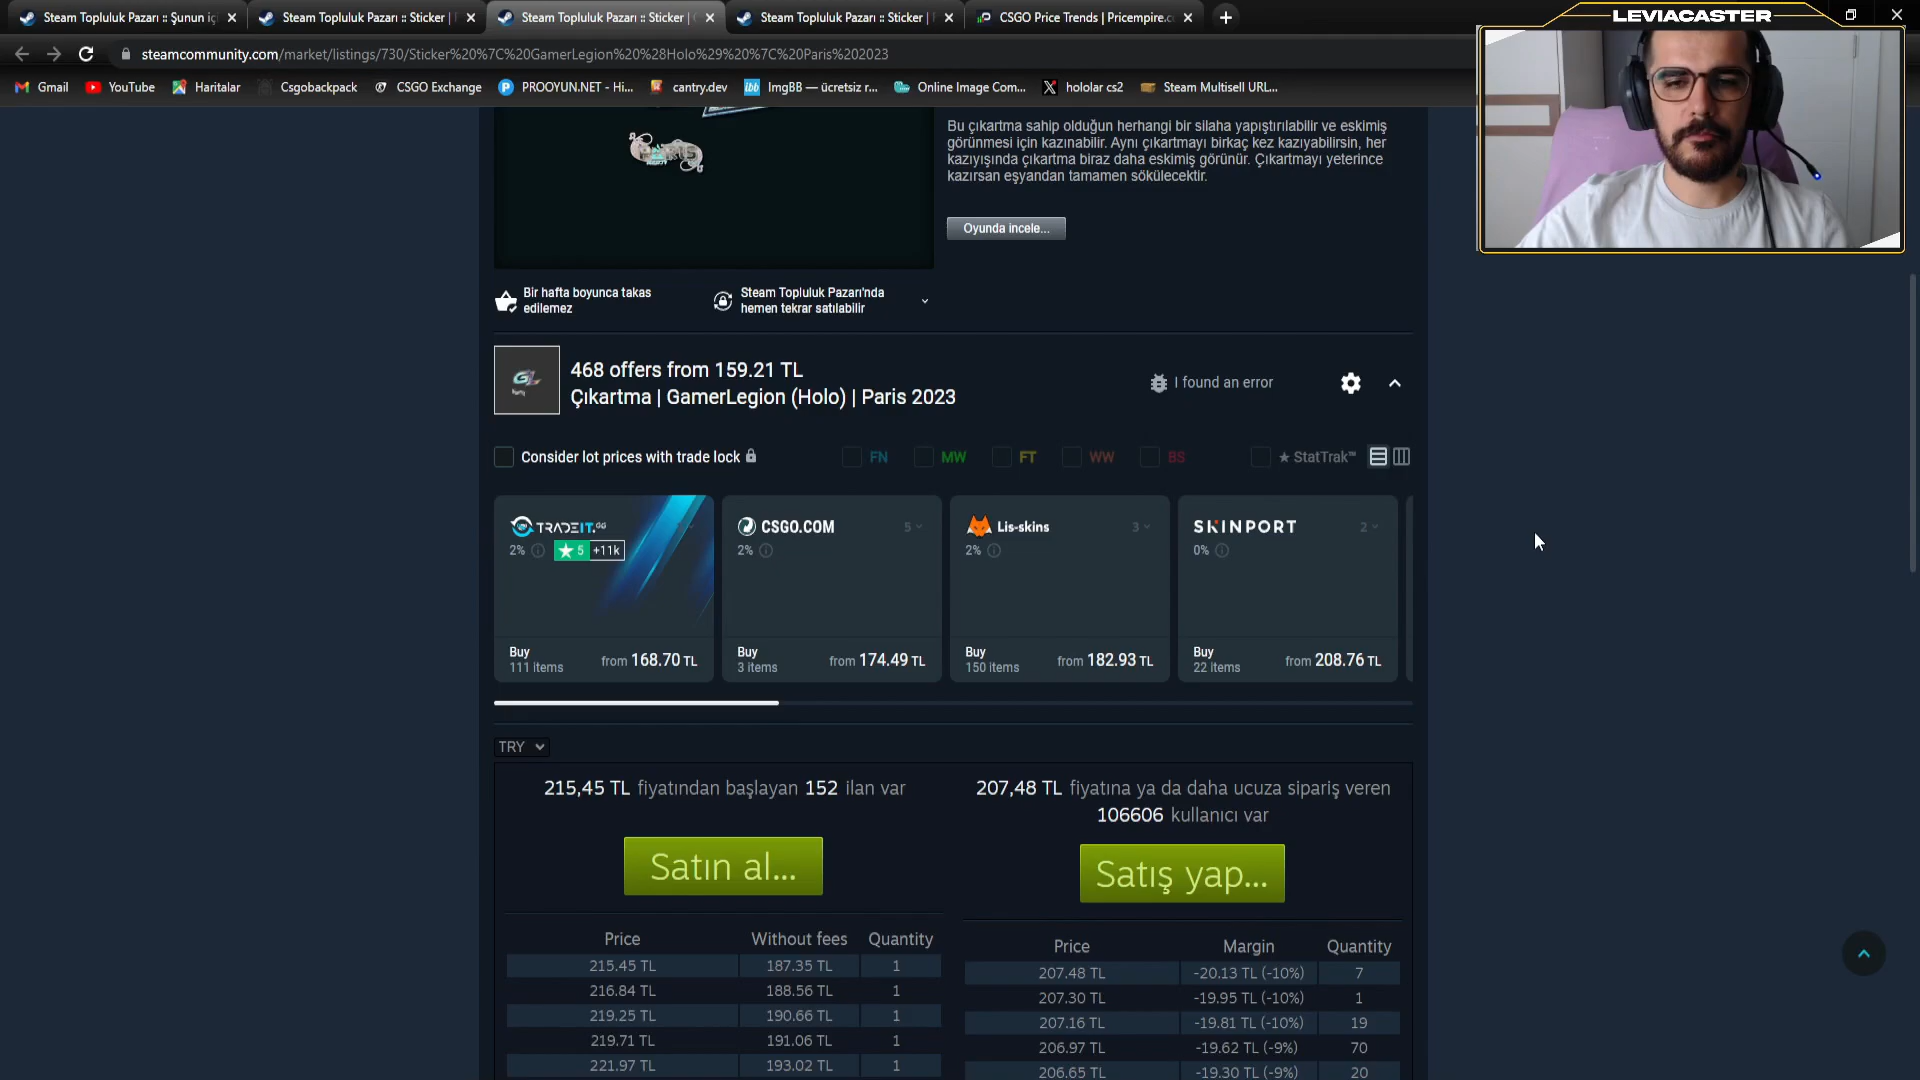 Steam Topluluk Pazarı :: Şunun içi
Steam Topluluk Pazarı :: Sticker |
Steam Topluluk Pazarı :: Sticker |
Steam Topluluk Pazarı :: Sticker |
CSGO Price Trends | Pricempire.c
LEVIACASTER
steamcommunity.com/market/listings/730/Sticker%20%7C%20GamerLegion%20%28Holo%29%20%7C%20Paris%202023
Gmail
YouTube
Haritalar
Csgobackpack
CSGO Exchange
PROOYUN.NET - Hi...
cantry.dev
ImgBB — ücretsiz r...
Online Image Com...
hololar cs2
Steam Multisell URL...
PARIS
Bu çıkartma sahip olduğun herhangi bir silaha yapıştırılabilir ve eskimiş
görünmesi için kazınabilir. Aynı çıkartmayı birkaç kez kazıyabilirsin, her
kazıyışında çıkartma biraz daha eskimiş görünür. Çıkartmayı yeterince
kazırsan eşyandan tamamen sökülecektir.
Oyunda incele...
Bir hafta boyunca takas
edilemez
Steam Topluluk Pazarı'nda
hemen tekrar satılabilir
GL
468 offers from 159.21 TL
Çıkartma | GamerLegion (Holo) | Paris 2023
I found an error
Consider lot prices with trade lock
FN
MW
FT
WW
BS
★ StatTrak™
TRADEIT.GG
2%
★ 5 +11k
Buy
111 items
from 168.70 TL
CSGO.COM
5
2%
Buy
3 items
from 174.49 TL
Lis-skins
3
2%
Buy
150 items
from 182.93 TL
SKINPORT
2
0%
Buy
22 items
from 208.76 TL
TRY
215,45 TL fiyatından başlayan 152 ilan var
Satın al...
Price Without fees Quantity
215.45 TL 187.35 TL 1
216.84 TL 188.56 TL 1
219.25 TL 190.66 TL 1
219.71 TL 191.06 TL 1
221.97 TL 193.02 TL 1
207,48 TL fiyatına ya da daha ucuza sipariş veren
106606 kullanıcı var
Satış yap...
Price Margin Quantity
207.48 TL -20.13 TL (-10%) 7
207.30 TL -19.95 TL (-10%) 1
207.16 TL -19.81 TL (-10%) 19
206.97 TL -19.62 TL (-9%) 70
206.65 TL -19.30 TL (-9%) 20